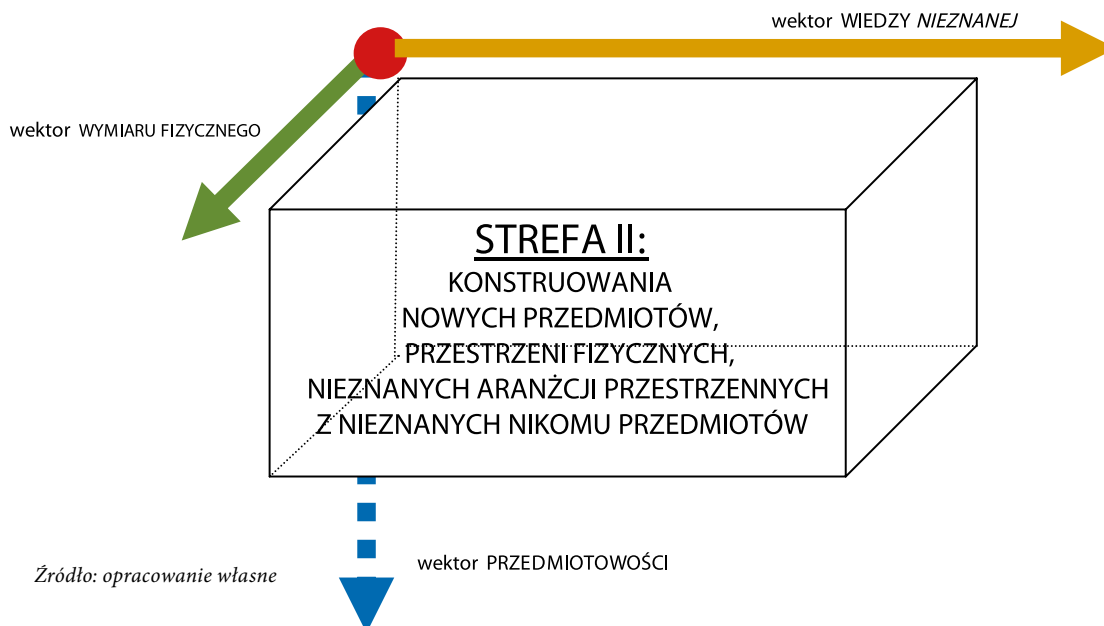 wektor WIEDZY NIEZNANEJ
wektor WYMIARU FIZYCZNEGO
STREFA II:
KONSTRUOWANIA
NOWYCH PRZEDMIOTÓW,
PRZESTRZENI FIZYCZNYCH,
NIEZNANYCH ARANŻCJI PRZESTRZENNYCH
Z NIEZNANYCH NIKOMU PRZEDMIOTÓW
wektor PRZEDMIOTOWOŚCI
Źródło: opracowanie własne